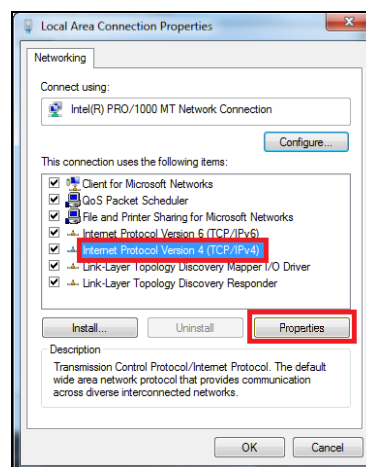 Local Area Connection Properties
Networking
Connect using:
Intel(R) PRO/1000 MT Network Connection
Configure...
This connection uses the following items:
Client for Microsoft Networks
QoS Packet Scheduler
File and Printer Sharing for Microsoft Networks
Internet Protocol Version 6 (TCP/IPv6)
Internet Protocol Version 4 (TCP/IPv4)
Link-Layer Topology Discovery Mapper I/O Driver
Link-Layer Topology Discovery Responder
Install... Uninstall Properties
Description
Transmission Control Protocol/Internet Protocol. The default
wide area network protocol that provides communication
across diverse interconnected networks.
OK Cancel